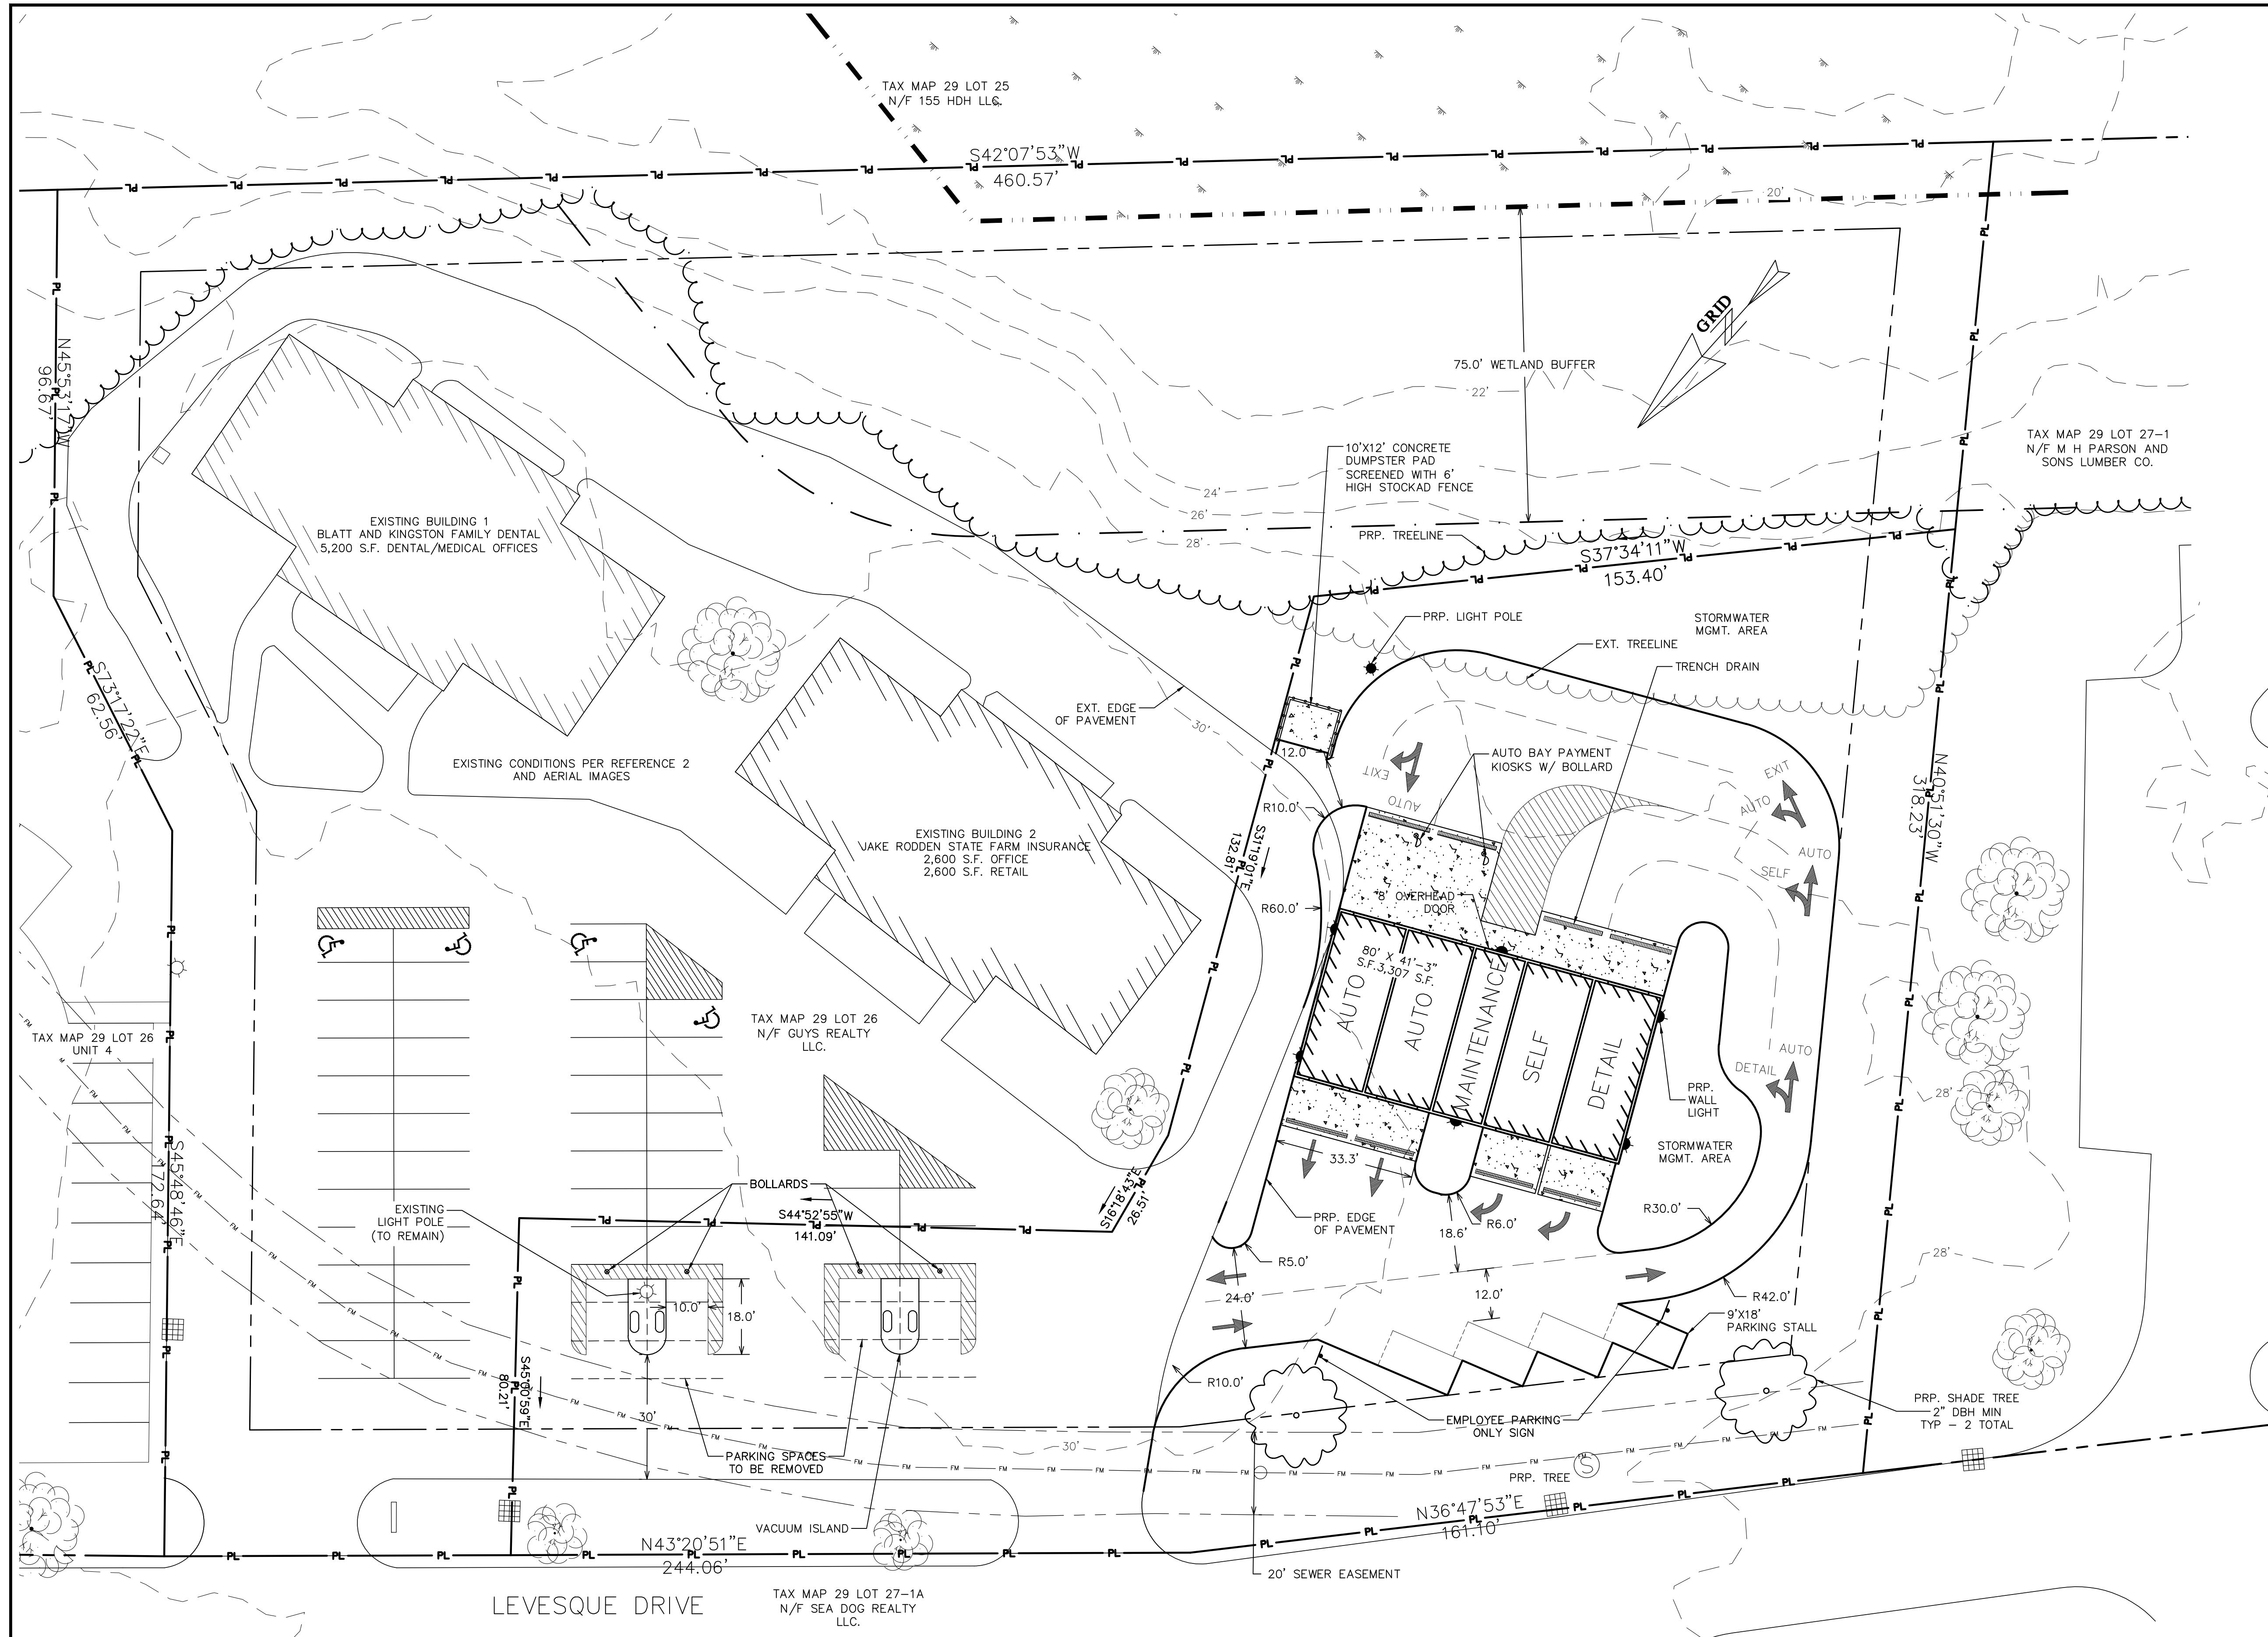 TAX MAP 29 LOT 25
N/F 155 HDH LLC.
S42°07'53"W
460.57'
20'
GRID
N
75.0' WETLAND BUFFER
22'
N45°53'17"W
96.67'
10'X12' CONCRETE
DUMPSTER PAD
SCREENED WITH 6'
HIGH STOCKAD FENCE
TAX MAP 29 LOT 27-1
N/F M H PARSON AND
SONS LUMBER CO.
24'
26'
28'
PRP. TREELINE
S37°34'11"W
153.40'
EXISTING BUILDING 1
BLATT AND KINGSTON FAMILY DENTAL
5,200 S.F. DENTAL/MEDICAL OFFICES
PRP. LIGHT POLE
STORMWATER
MGMT. AREA
EXT. TREELINE
TRENCH DRAIN
S73°17'22"E
62.56'
EXT. EDGE
OF PAVEMENT
30'
12.0'
AUTO BAY PAYMENT
KIOSKS W/ BOLLARD
EXIT
AUTO
EXIT
AUTO
EXISTING CONDITIONS PER REFERENCE 2
AND AERIAL IMAGES
N40°51'30"W
318.23'
R10.0'
EXISTING BUILDING 2
JAKE RODDEN STATE FARM INSURANCE
2,600 S.F. OFFICE
2,600 S.F. RETAIL
S31°19'01"E
132.81'
AUTO
SELF
8' OVERHEAD
DOOR
R60.0'
80' X 41'-3"
S.F.3,307 S.F.
AUTO
AUTO
MAINTENANCE
SELF
DETAIL
TAX MAP 29 LOT 26
UNIT 4
TAX MAP 29 LOT 26
N/F GUYS REALTY
LLC.
AUTO
DETAIL
PRP.
WALL
LIGHT
28'
STORMWATER
MGMT. AREA
33.3'
S45°48'46"E
172.64'
BOLLARDS
S44°52'55"W
141.09'
S16°18'43"E
26.51'
EXISTING
LIGHT POLE
(TO REMAIN)
PRP. EDGE
OF PAVEMENT
R6.0'
18.6'
R30.0'
R5.0'
28'
10.0'
18.0'
24.0'
12.0'
R42.0'
9'X18'
PARKING STALL
S45°00'59"E
80.21'
R10.0'
30'
EMPLOYEE PARKING
ONLY SIGN
PRP. SHADE TREE
2" DBH MIN
TYP - 2 TOTAL
30'
PARKING SPACES
TO BE REMOVED
PRP. TREE
S
N36°47'53"E
161.10'
VACUUM ISLAND
N43°20'51"E
244.06'
20' SEWER EASEMENT
LEVESQUE DRIVE
TAX MAP 29 LOT 27-1A
N/F SEA DOG REALTY
LLC.